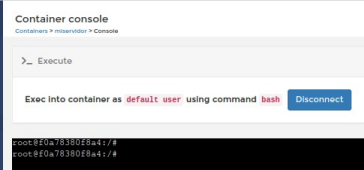 Container console
Containers > miservidor > Console
>_ Execute
Exec into container as default user using command bash Disconnect
root@f0a78380f8a4:/#
root@f0a78380f8a4:/#